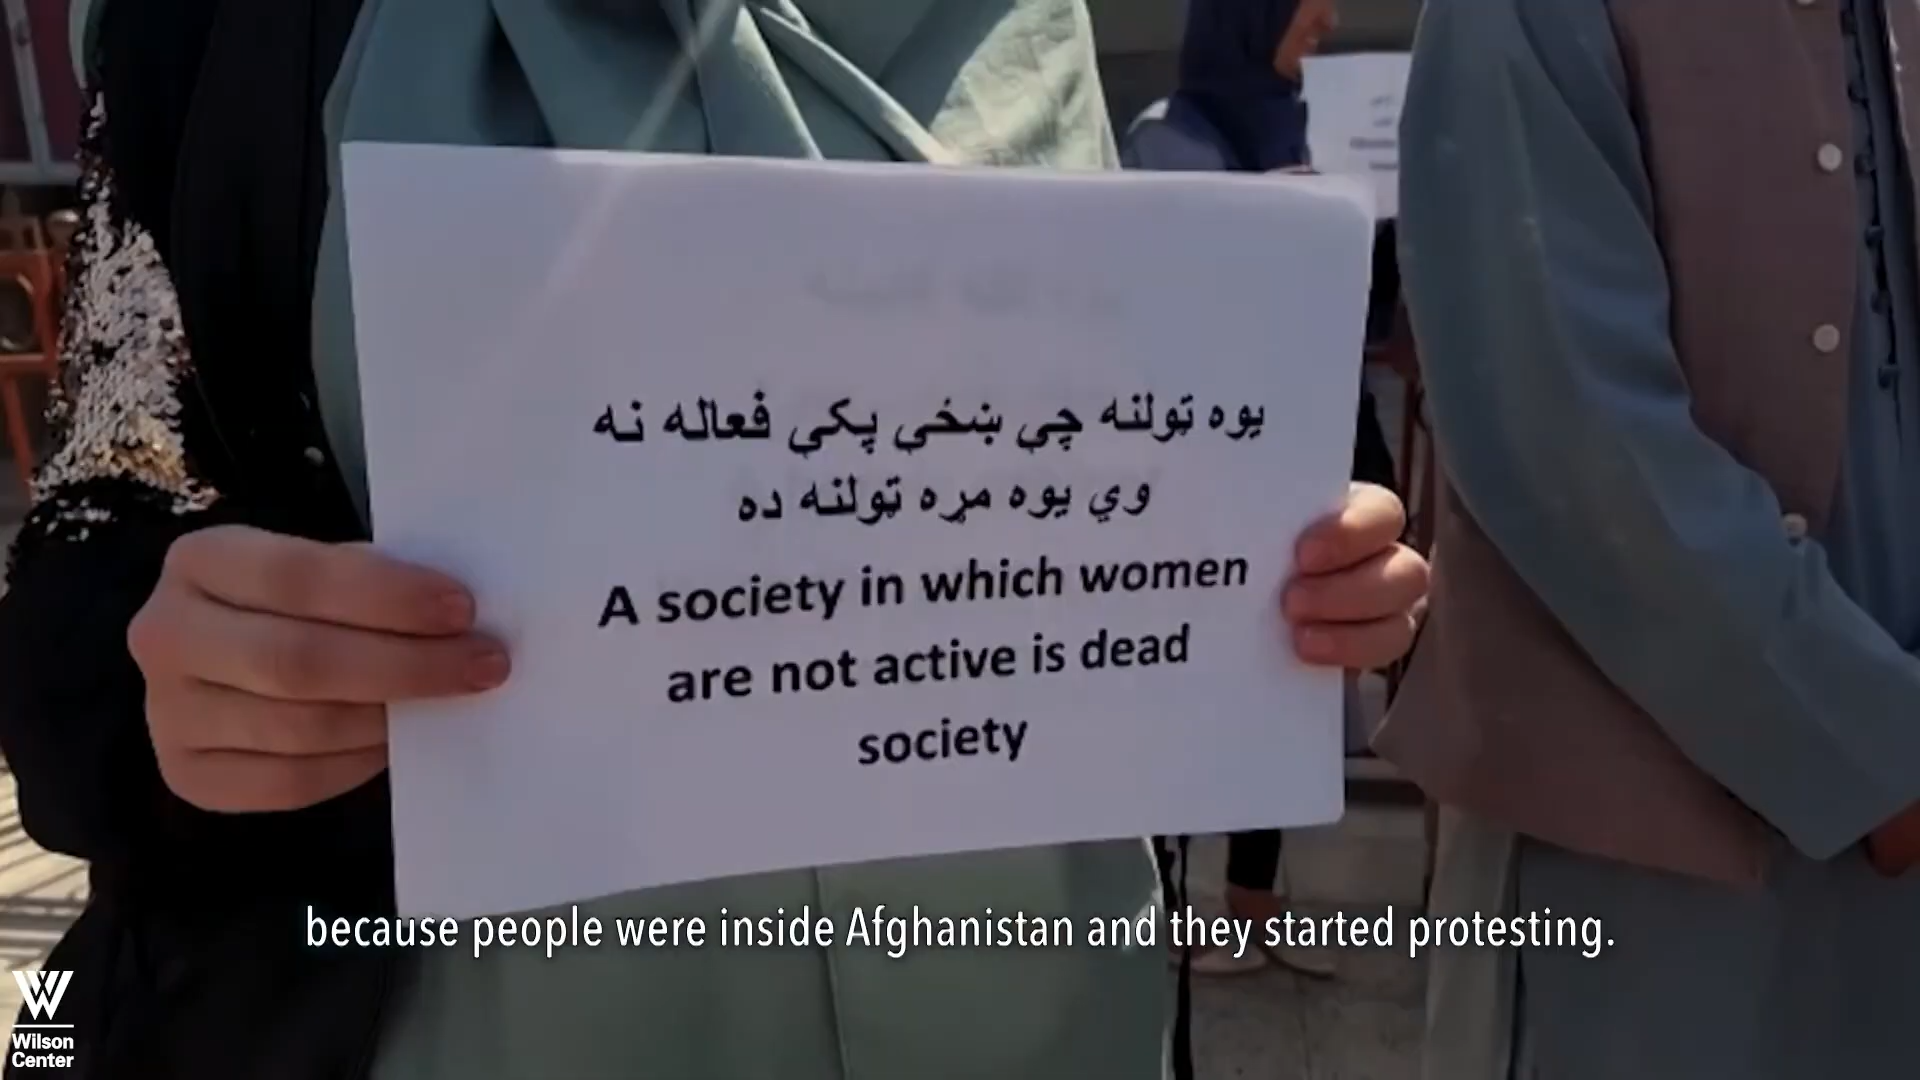 یوه ټولنه چې ښځې پکې فعاله نه
وي یوه مړه ټولنه ده
A society in which women
are not active is dead
society
because people were inside Afghanistan and they started protesting.
Wilson
Center